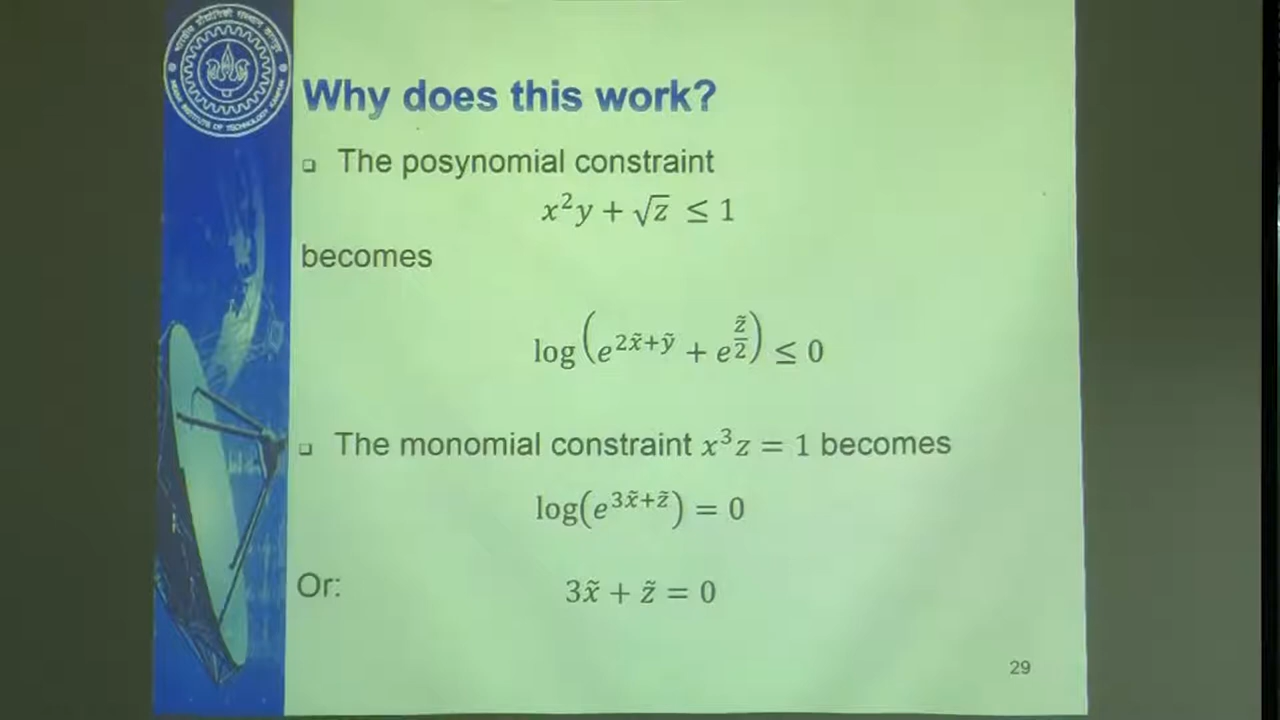 Why does this work?
❑ The posynomial constraint
x²y + √z ≤ 1
becomes
log(e^{2x̃+ỹ} + e^{z̃/2}) ≤ 0
❑ The monomial constraint x³z = 1 becomes
log(e^{3x̃+z̃}) = 0
Or: 3x̃ + z̃ = 0
29